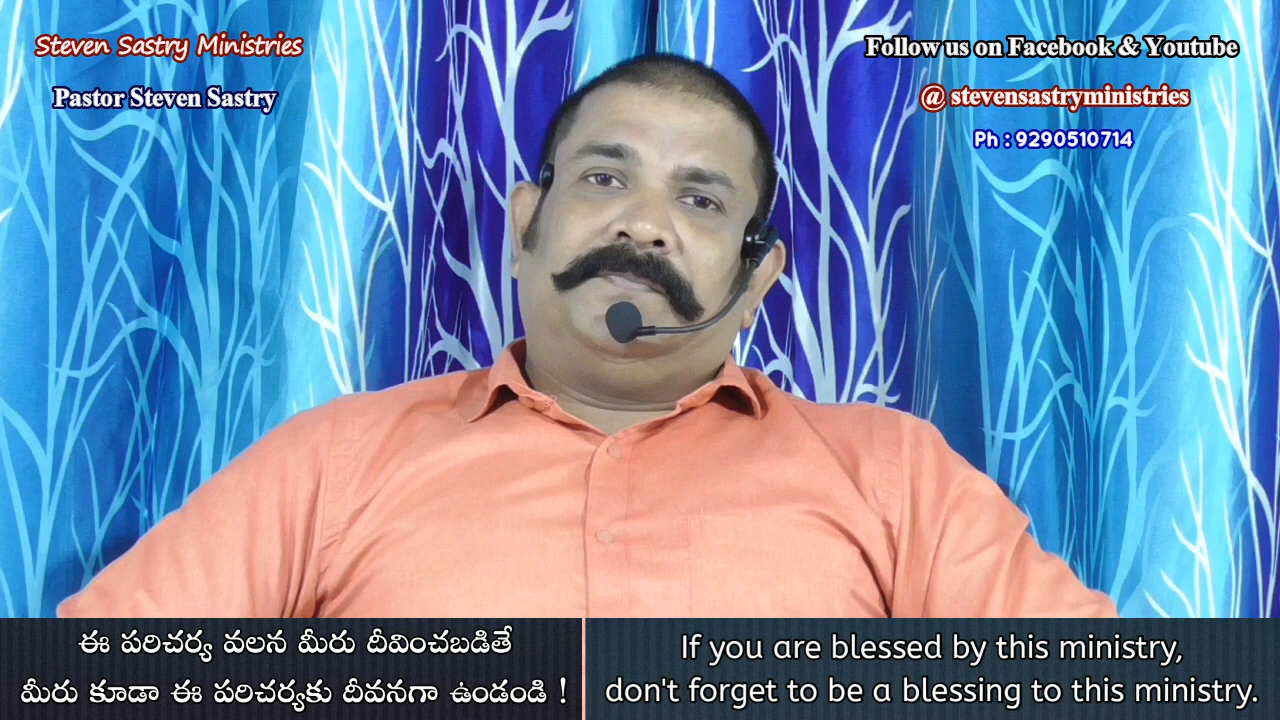 Steven Sastry Ministries
Pastor Steven Sastry
Follow us on Facebook & Youtube
@ stevensastryministries
Ph : 9290510714
ఈ పరిచర్య వలన మీరు దీవించబడితే
మీరు కూడా ఈ పరిచర్యకు దీవనగా ఉండండి !
If you are blessed by this ministry,
don't forget to be a blessing to this ministry.